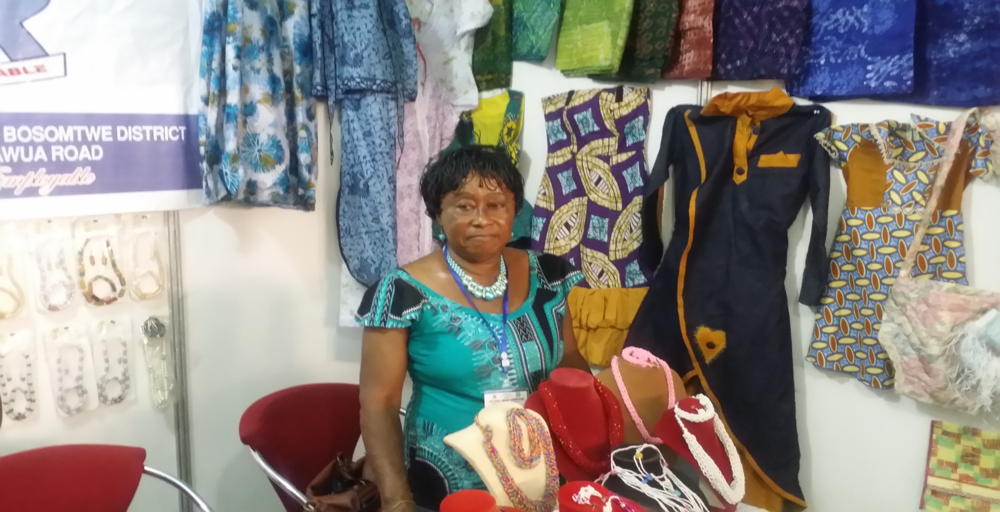 ABLE
BOSOMTWE DISTRICT
AWUA ROAD
Employable